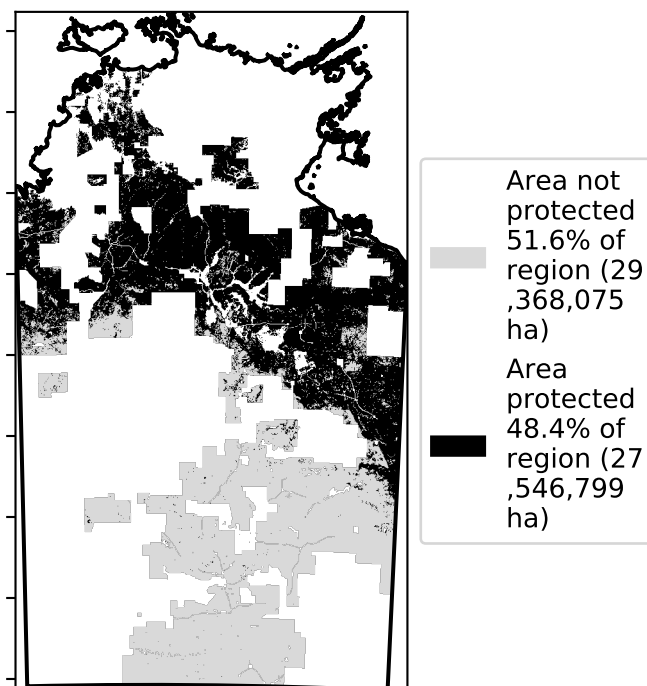 Area not
protected
51.6% of
region (29
,368,075
ha)
Area
protected
48.4% of
region (27
,546,799
ha)